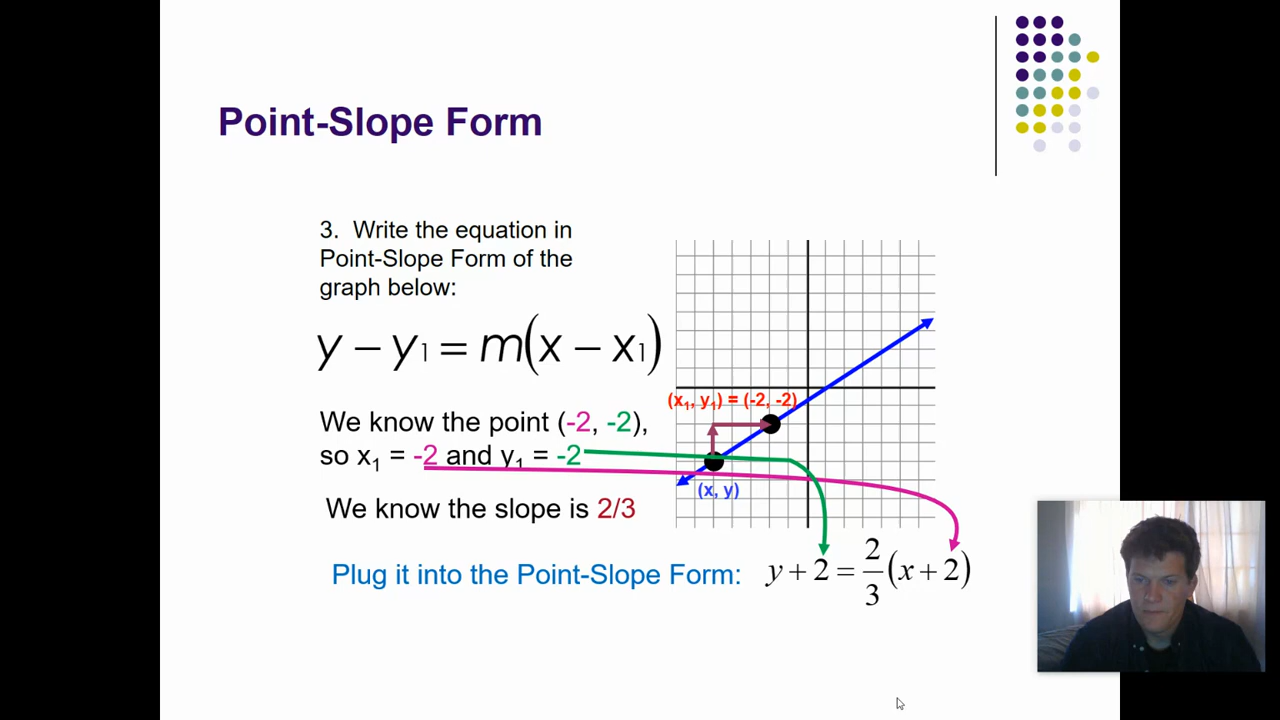 Point-Slope Form
3. Write the equation in
Point-Slope Form of the
graph below:
y − y₁ = m(x − x₁)
(x₁, y₁) = (-2, -2)
We know the point (-2, -2),
so x₁ = -2 and y₁ = -2
(x, y)
We know the slope is 2/3
Plug it into the Point-Slope Form: y + 2 = 2/3 (x + 2)